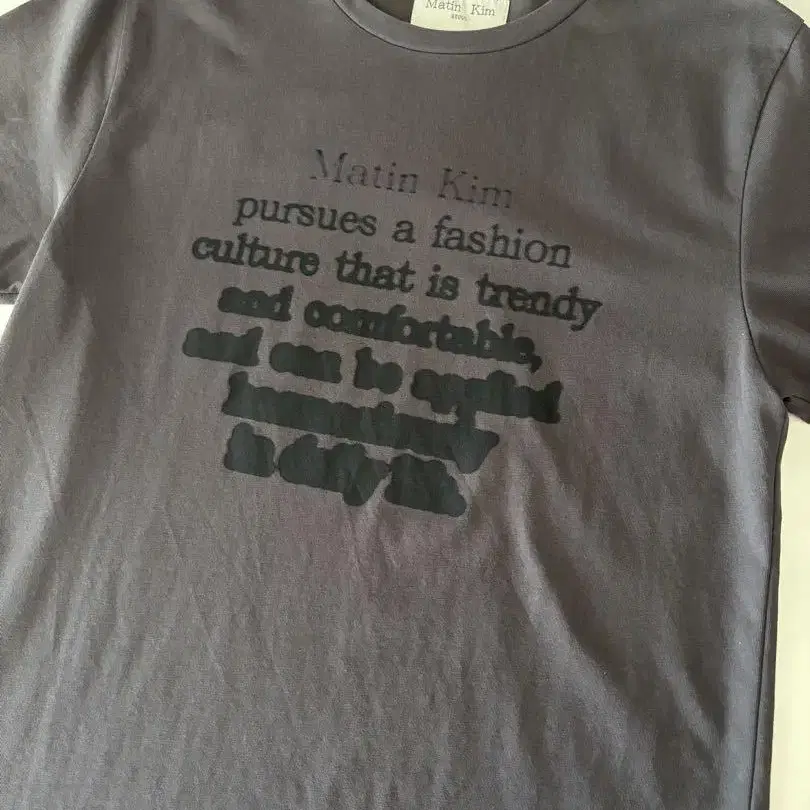 Matin Kim
SEOUL
Matin Kim
pursues a fashion
culture that is trendy
and comfortable,
and can be applied
in daily life.